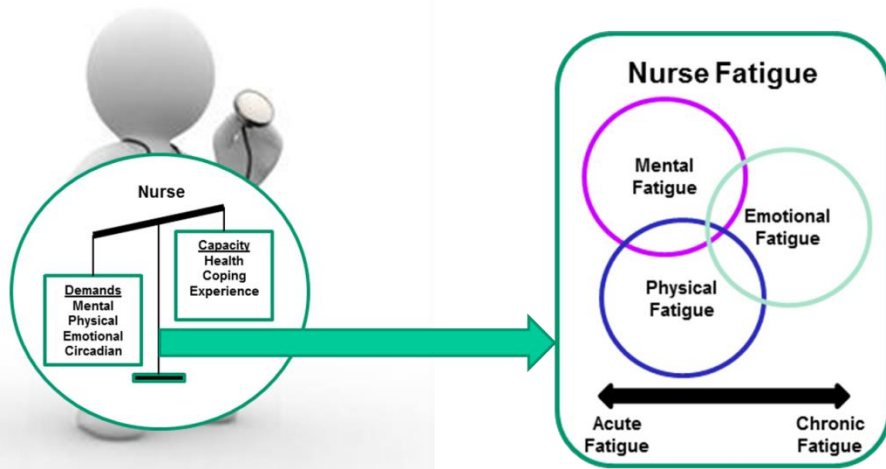 Nurse
Capacity
Health
Coping
Experience
Demands
Mental
Physical
Emotional
Circadian
Nurse Fatigue
Mental
Fatigue
Emotional
Fatigue
Physical
Fatigue
Acute
Fatigue
Chronic
Fatigue